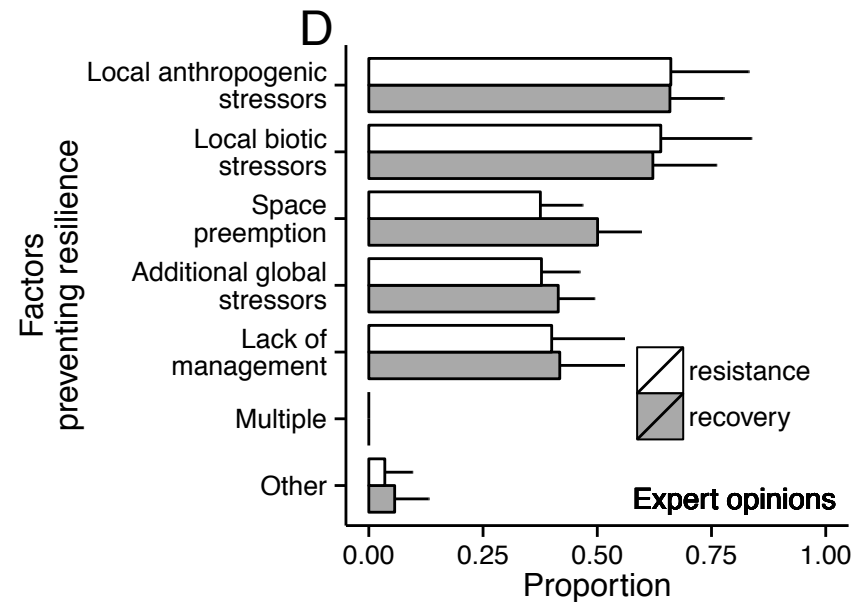 D
Factors
preventing resilience
Local anthropogenic
stressors
Local biotic
stressors
Space
preemption
Additional global
stressors
Lack of
management
Multiple
Other
resistance
recovery
Expert opinions
0.00 0.25 0.50 0.75 1.00
Proportion